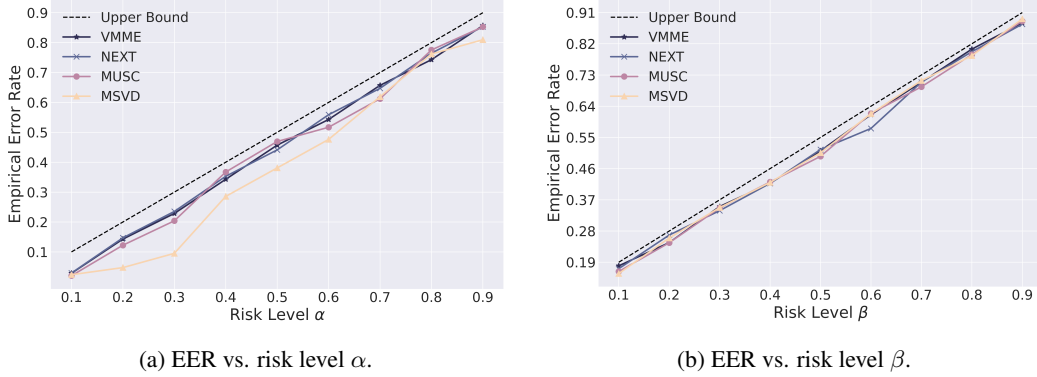 Upper Bound
VMME
NEXT
MUSC
MSVD
Empirical Error Rate
0.9
0.8
0.7
0.6
0.5
0.4
0.3
0.2
0.1
0.1 0.2 0.3 0.4 0.5 0.6 0.7 0.8 0.9
Risk Level α
(a) EER vs. risk level α.
Upper Bound
VMME
NEXT
MUSC
MSVD
Empirical Error Rate
0.91
0.82
0.73
0.64
0.55
0.46
0.37
0.28
0.19
0.1 0.2 0.3 0.4 0.5 0.6 0.7 0.8 0.9
Risk Level β
(b) EER vs. risk level β.